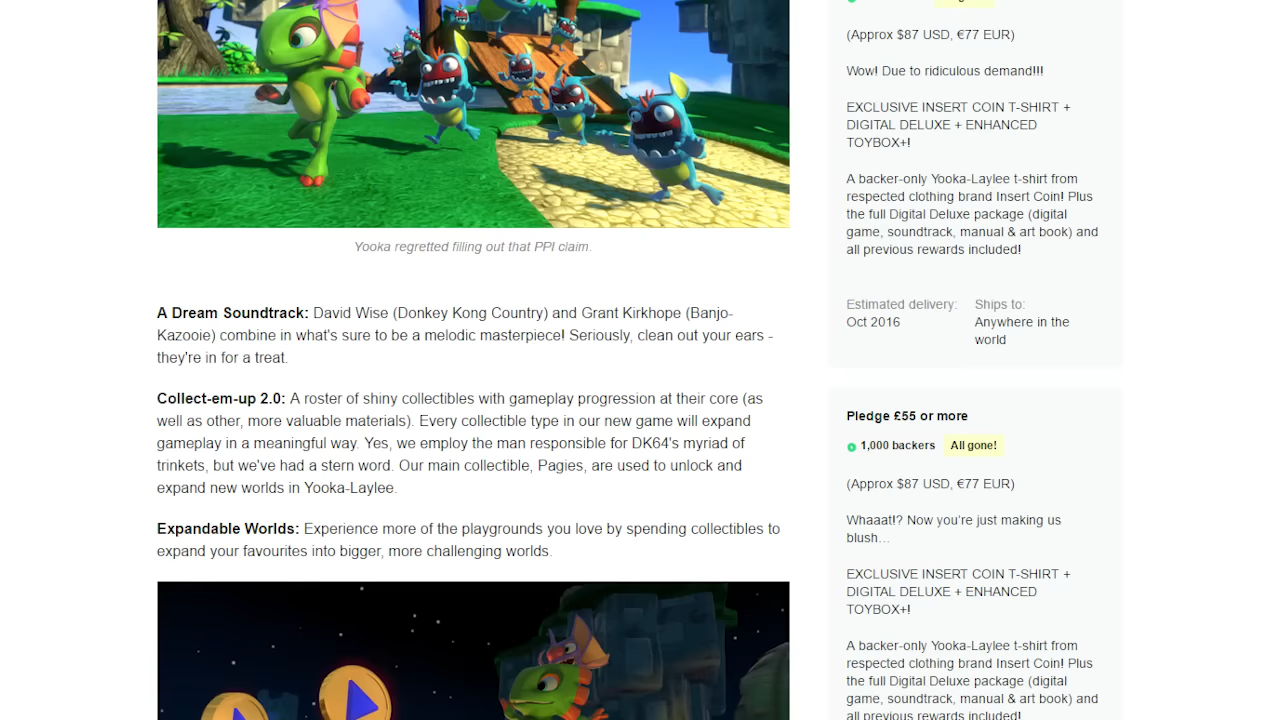 Yooka regretted filling out that PPI claim.
A Dream Soundtrack: David Wise (Donkey Kong Country) and Grant Kirkhope (Banjo-
Kazooie) combine in what's sure to be a melodic masterpiece! Seriously, clean out your ears -
they're in for a treat.
Collect-em-up 2.0: A roster of shiny collectibles with gameplay progression at their core (as
well as other, more valuable materials). Every collectible type in our new game will expand
gameplay in a meaningful way. Yes, we employ the man responsible for DK64's myriad of
trinkets, but we've had a stern word. Our main collectible, Pagies, are used to unlock and
expand new worlds in Yooka-Laylee.
Expandable Worlds: Experience more of the playgrounds you love by spending collectibles to
expand your favourites into bigger, more challenging worlds.
(Approx $87 USD, €77 EUR)
Wow! Due to ridiculous demand!!!
EXCLUSIVE INSERT COIN T-SHIRT +
DIGITAL DELUXE + ENHANCED
TOYBOX+!
A backer-only Yooka-Laylee t-shirt from
respected clothing brand Insert Coin! Plus
the full Digital Deluxe package (digital
game, soundtrack, manual & art book) and
all previous rewards included!
Estimated delivery:
Oct 2016
Ships to:
Anywhere in the
world
Pledge £55 or more
1,000 backers All gone!
(Approx $87 USD, €77 EUR)
Whaaat!? Now you're just making us
blush…
EXCLUSIVE INSERT COIN T-SHIRT +
DIGITAL DELUXE + ENHANCED
TOYBOX+!
A backer-only Yooka-Laylee t-shirt from
respected clothing brand Insert Coin! Plus
the full Digital Deluxe package (digital
game, soundtrack, manual & art book) and
all previous rewards included!